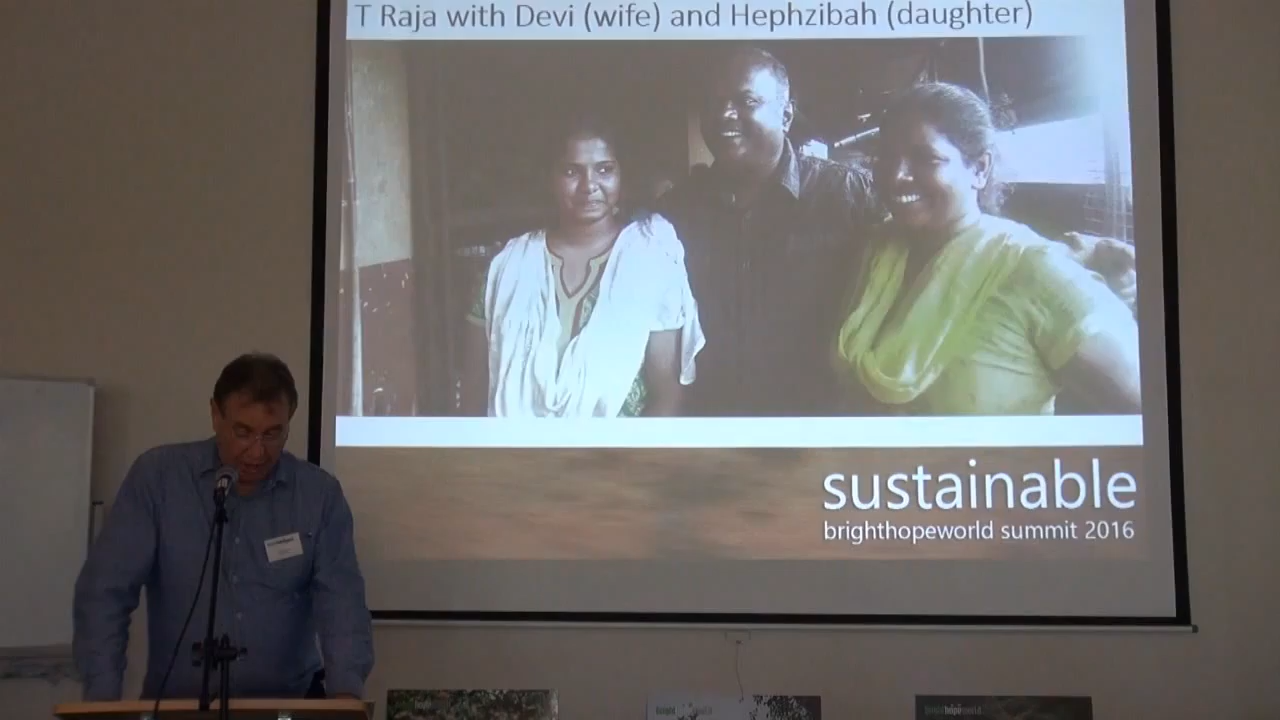 T Raja with Devi (wife) and Hephzibah (daughter)
sustainable
brighthopeworld summit 2016